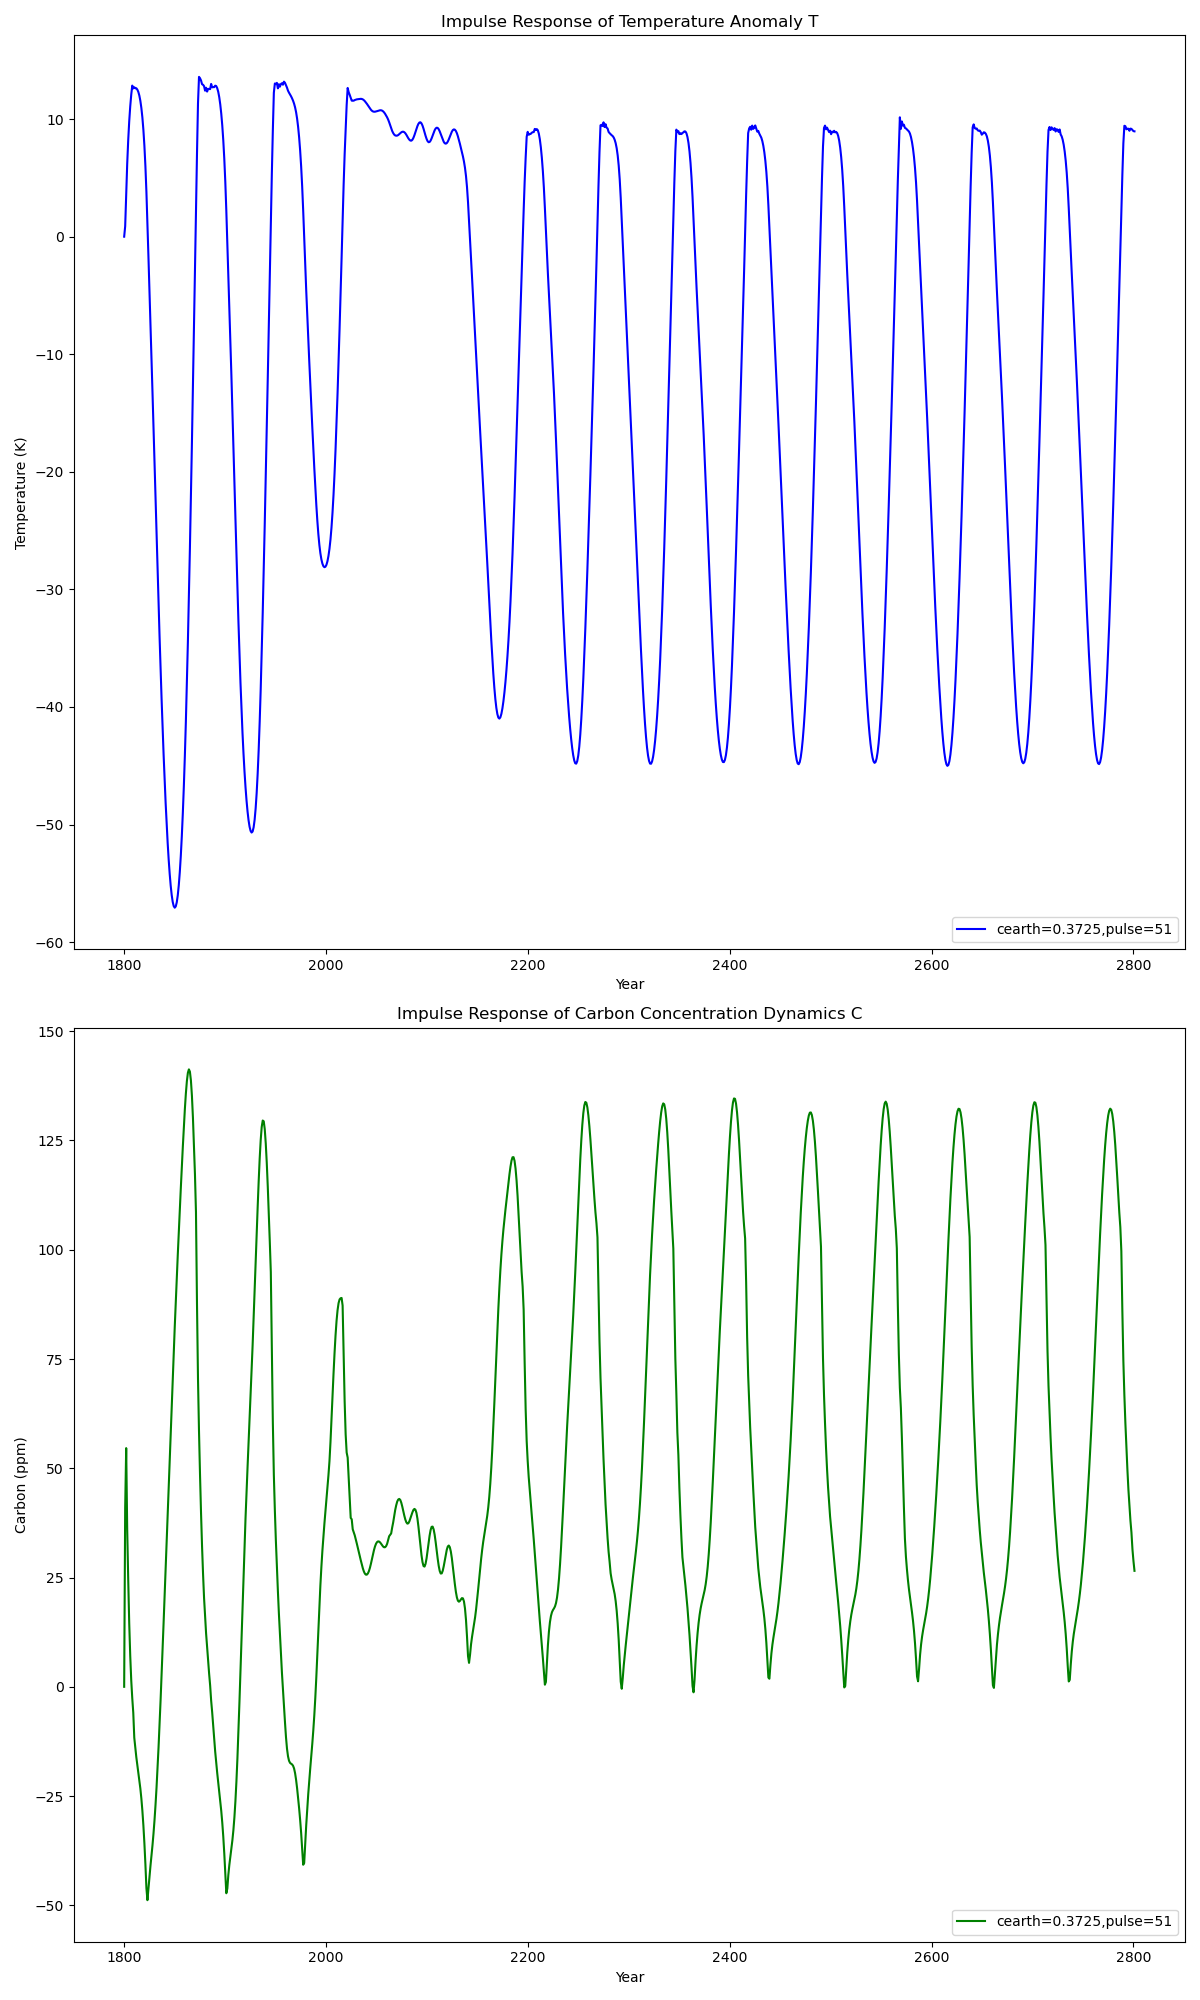 Impulse Response of Temperature Anomaly T
10
0
−10
−20
−30
−40
−50
−60
Temperature (K)
cearth=0.3725,pulse=51
1800 2000 2200 2400 2600 2800
Year
Impulse Response of Carbon Concentration Dynamics C
150
125
100
75
50
25
0
−25
−50
Carbon (ppm)
cearth=0.3725,pulse=51
1800 2000 2200 2400 2600 2800
Year